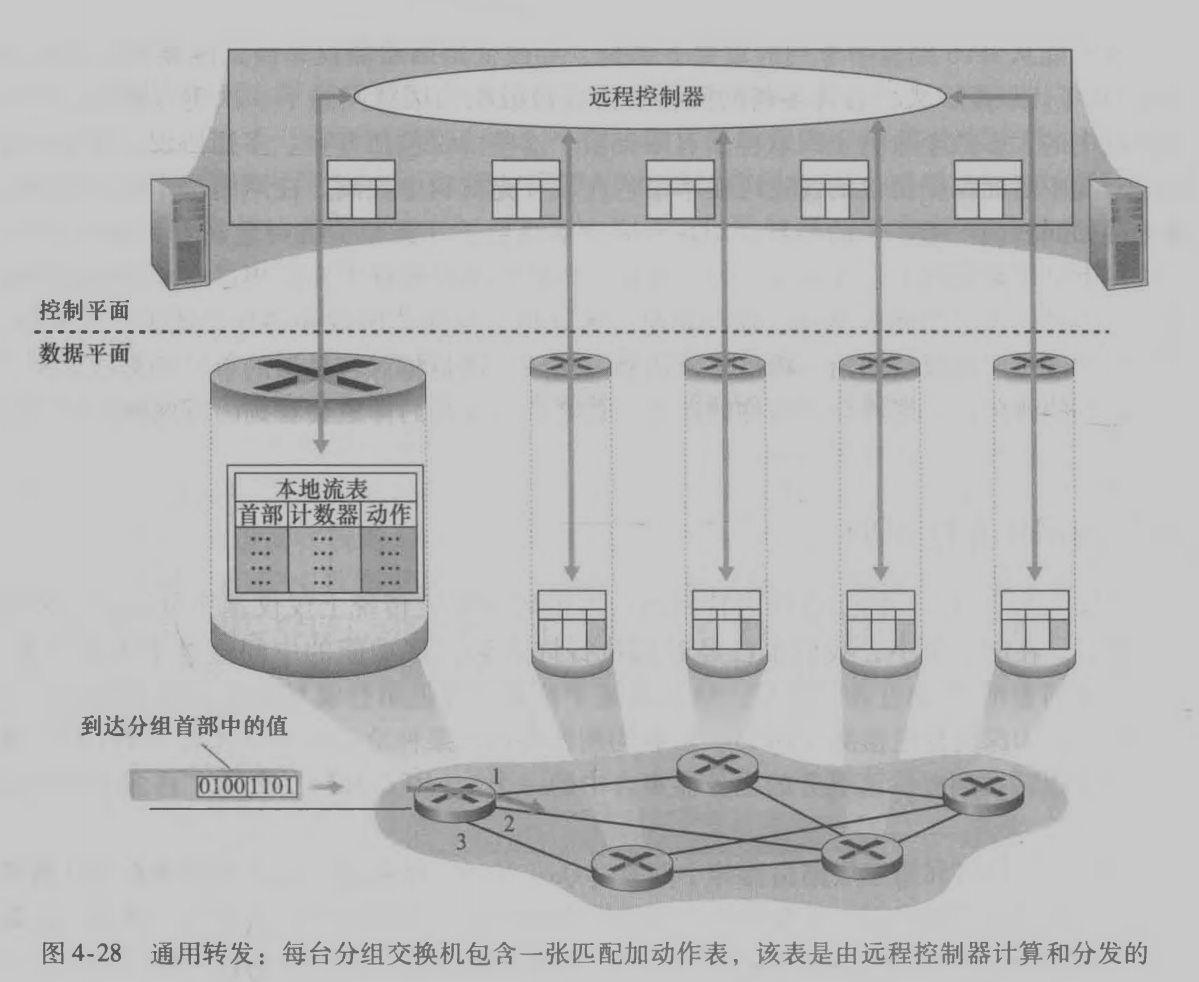 远程控制器
控制平面
数据平面
本地流表
首部 计数器 动作
… … …
… … …
… … …
… … …
到达分组首部中的值
0100 1101
1
2
3
图 4-28 通用转发：每台分组交换机包含一张匹配加动作表，该表是由远程控制器计算和分发的